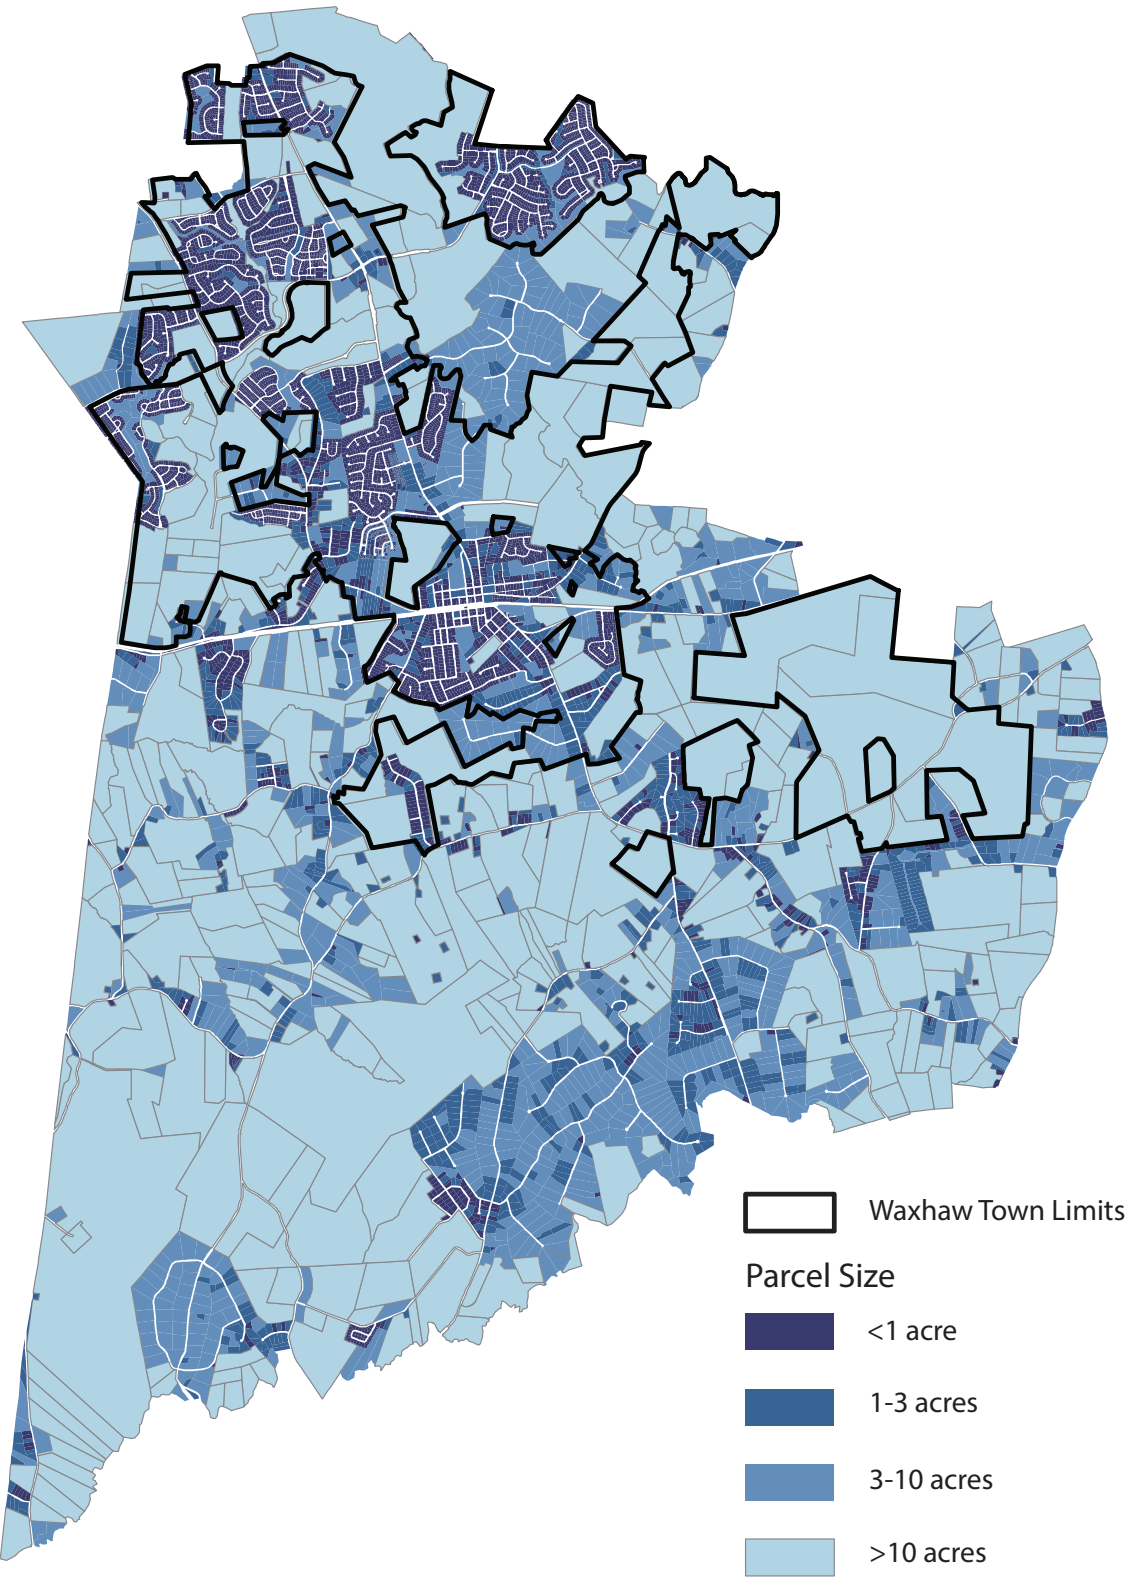 Waxhaw Town Limits
Parcel Size
<1 acre
1-3 acres
3-10 acres
>10 acres